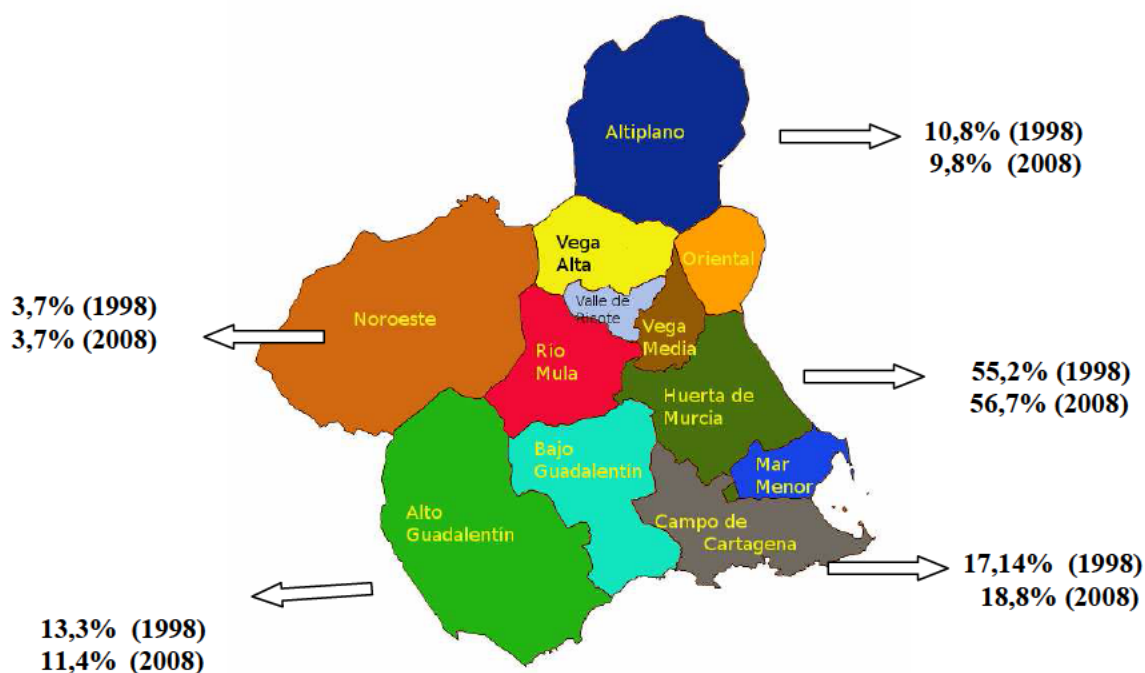 Altiplano
10,8% (1998)
9,8% (2008)
Vega
Alta
Oriental
3,7% (1998)
3,7% (2008)
Noroeste
Valle de
Ricote
Vega
Media
Río
Mula
Huerta de
Murcia
55,2% (1998)
56,7% (2008)
Bajo
Guadalentín
Mar
Menor
Alto
Guadalentín
Campo de
Cartagena
17,14% (1998)
18,8% (2008)
13,3% (1998)
11,4% (2008)